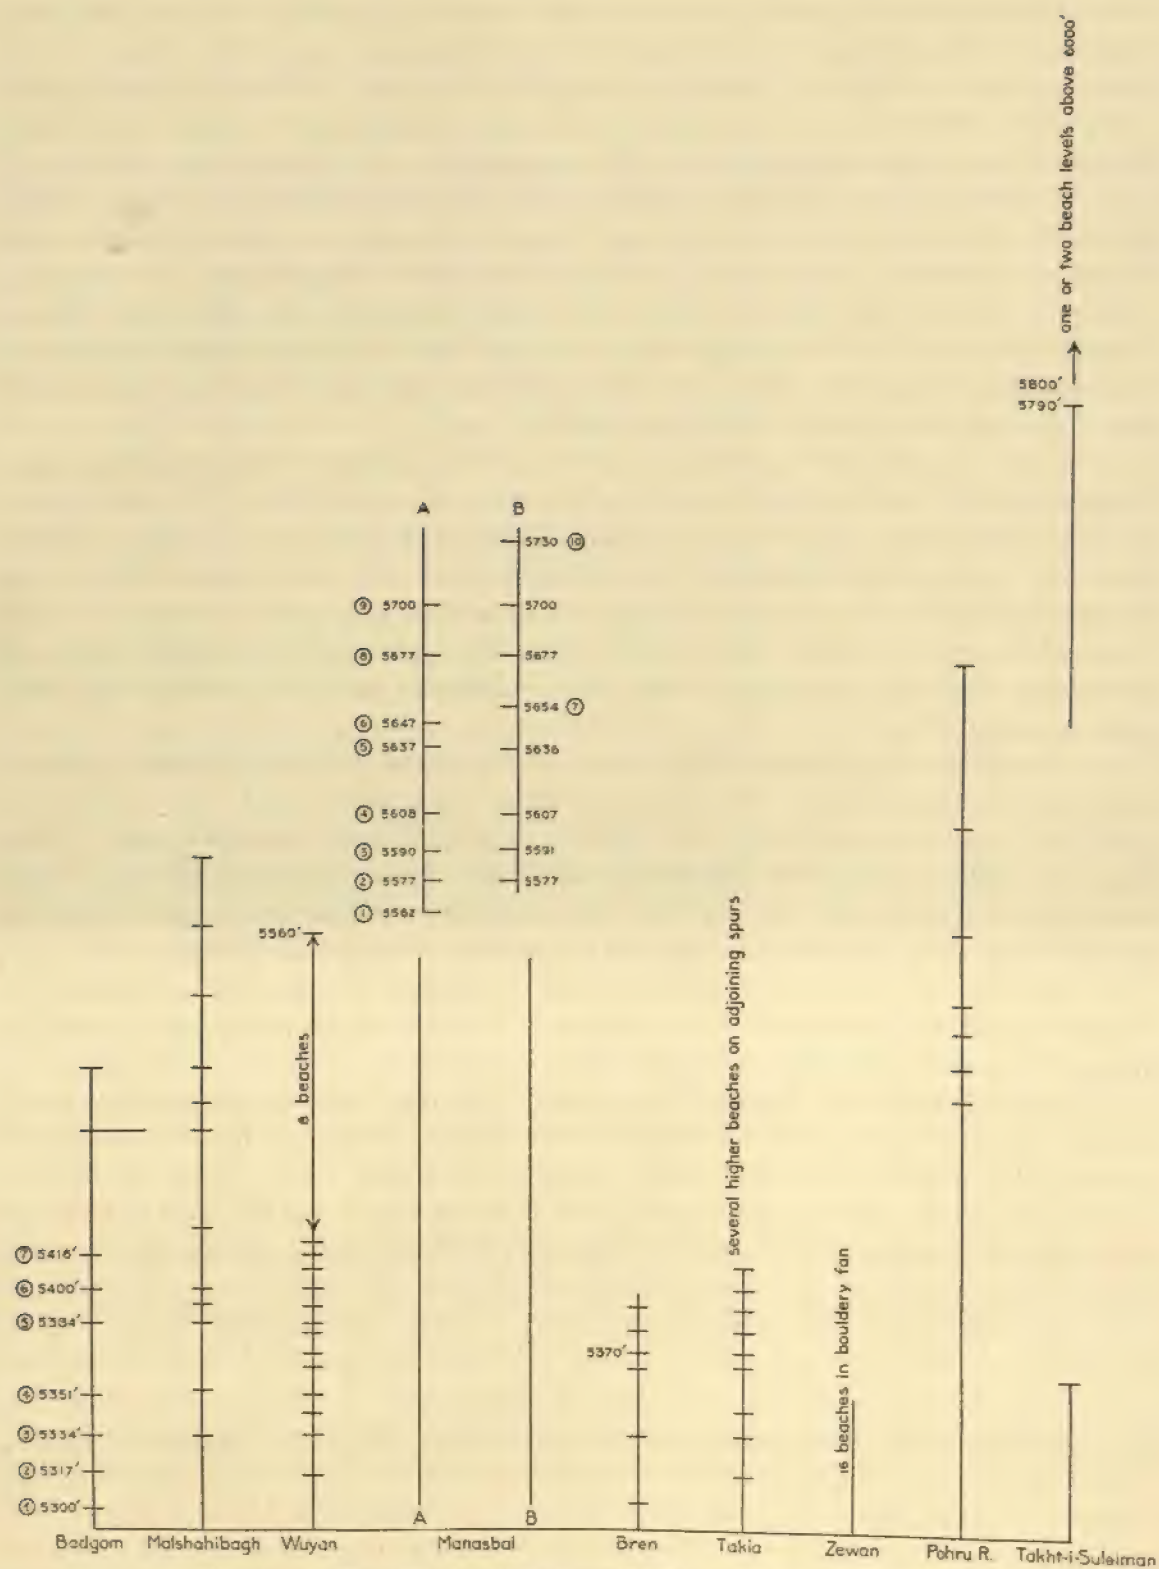 one or two beach levels above 6000′
5800′
5790′
A B
5730 ⑩
⑨ 5700 5700
⑧ 5677 5677
5654 ⑦
⑥ 5647
⑤ 5637 5636
④ 5608 5607
③ 5590 5591
② 5577 5577
① 5562
5560′
8 beaches
several higher beaches on adjoining spurs
16 beaches in bouldery fan
⑦ 5416′
⑥ 5400′
⑤ 5384′
5370′
④ 5351′
③ 5334′
② 5317′
① 5300′
A B
Badgom Malshahibagh Wuyan Manasbal Bren Takia Zewan Pohru R. Takht-i-Suleiman